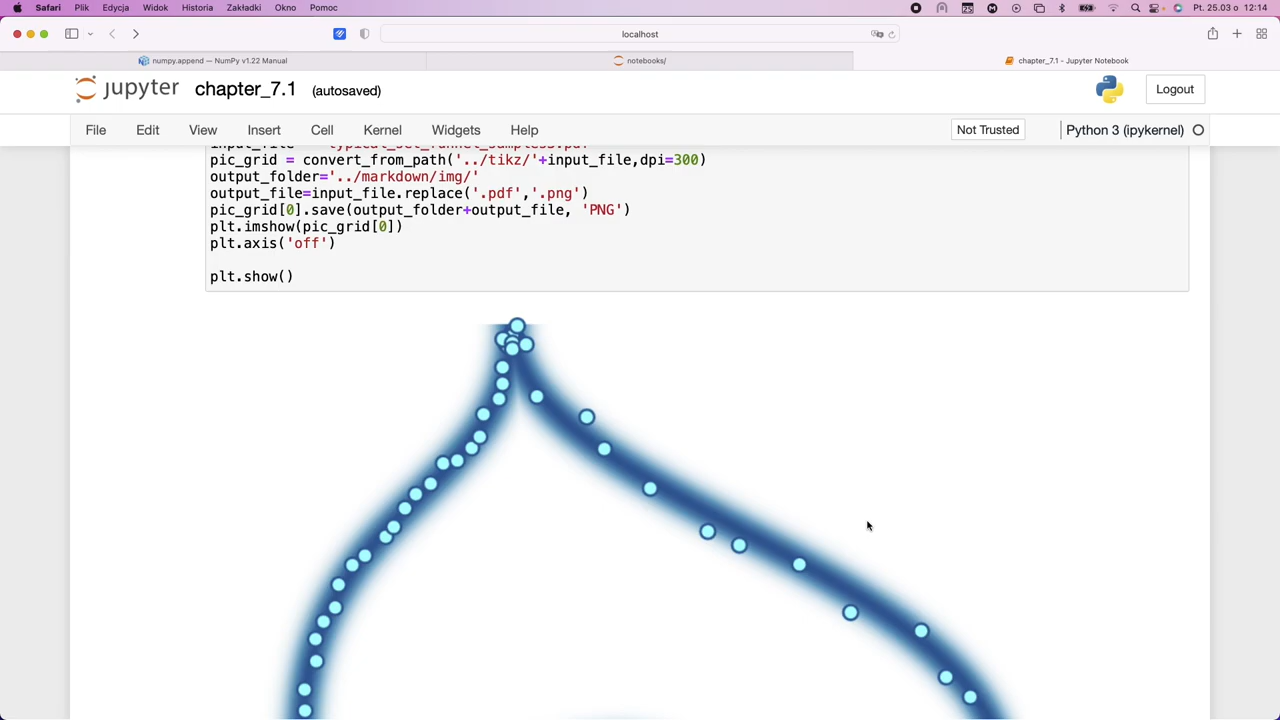 Safari Plik Edycja Widok Historia Zakładki Okno Pomoc Pt. 25.03 o 12:14
localhost
numpy.append — NumPy v1.22 Manual notebooks/ chapter_7.1 - Jupyter Notebook
jupyter chapter_7.1 (autosaved) Logout
File Edit View Insert Cell Kernel Widgets Help Not Trusted Python 3 (ipykernel)
pic_grid = convert_from_path('../tikz/'+input_file,dpi=300)
output_folder='../markdown/img/'
output_file=input_file.replace('.pdf','.png')
pic_grid[0].save(output_folder+output_file, 'PNG')
plt.imshow(pic_grid[0])
plt.axis('off')
plt.show()